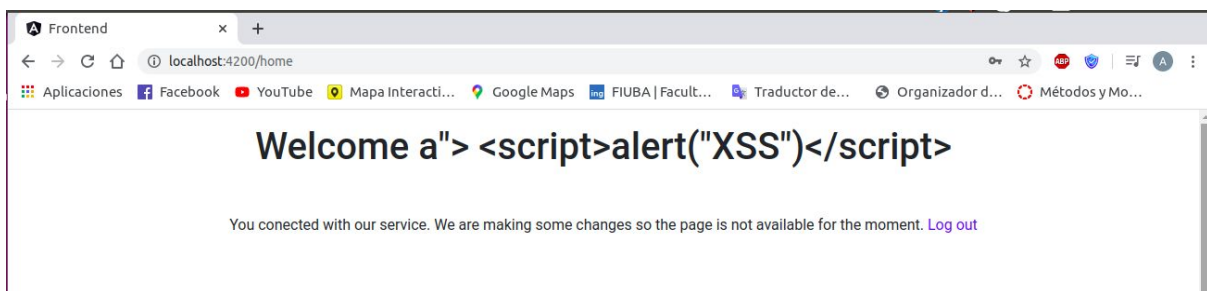 Frontend
localhost:4200/home
ABP
A
Aplicaciones Facebook YouTube Mapa Interacti... Google Maps ing FIUBA | Facult... Traductor de... Organizador d... Métodos y Mo...
Welcome a"> <script>alert("XSS")</script>
You conected with our service. We are making some changes so the page is not available for the moment. Log out